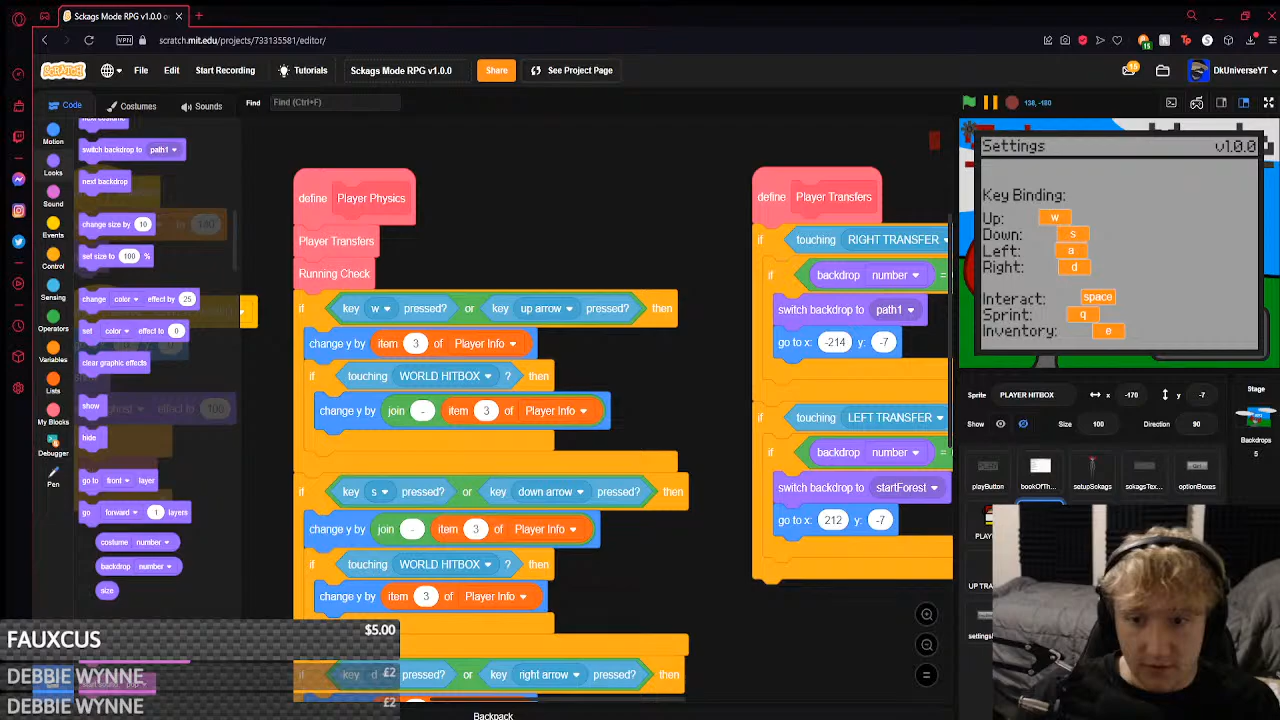 Sckags Mode RPG v1.0.0 o
VPN
scratch.mit.edu/projects/733135581/editor/
SCRATCH
File
Edit
Start Recording
Tutorials
Sckags Mode RPG v1.0.0
Share
See Project Page
15
DkUniverseYT
Code
Costumes
Sounds
Find
Find (Ctrl+F)
138, -180
Motion
Looks
Sound
Events
Control
Sensing
Operators
Variables
Lists
My Blocks
Debugger
Pen
next costume
switch backdrop to path1
next backdrop
change size by 10
set size to 100 %
change color effect by 25
set color effect to 0
clear graphic effects
show
hide
go to front layer
go forward 1 layers
costume number
backdrop number
size
define Player Physics
Player Transfers
Running Check
if key w pressed? or key up arrow pressed? then
change y by item 3 of Player Info
if touching WORLD HITBOX ? then
change y by join - item 3 of Player Info
if key s pressed? or key down arrow pressed? then
change y by join - item 3 of Player Info
if touching WORLD HITBOX ? then
change y by item 3 of Player Info
if key d pressed? or key right arrow pressed? then
define Player Transfers
if touching RIGHT TRANSFER
if backdrop number =
switch backdrop to path1
go to x: -214 y: -7
if touching LEFT TRANSFER
if backdrop number =
switch backdrop to startForest
go to x: 212 y: -7
Settings v1.0.0
Key Binding:
Up: w
Down: s
Left: a
Right: d
Interact: space
Sprint: q
Inventory: e
Sprite PLAYER HITBOX x -170 y -7
Show Size 100 Direction 90
Stage
Backdrops
5
playButton
bookOfTh...
setupSckags
sckagsTex...
optionBoxes
FAUXCUS $5.00
DEBBIE WYNNE £2
DEBBIE WYNNE £2
Backpack